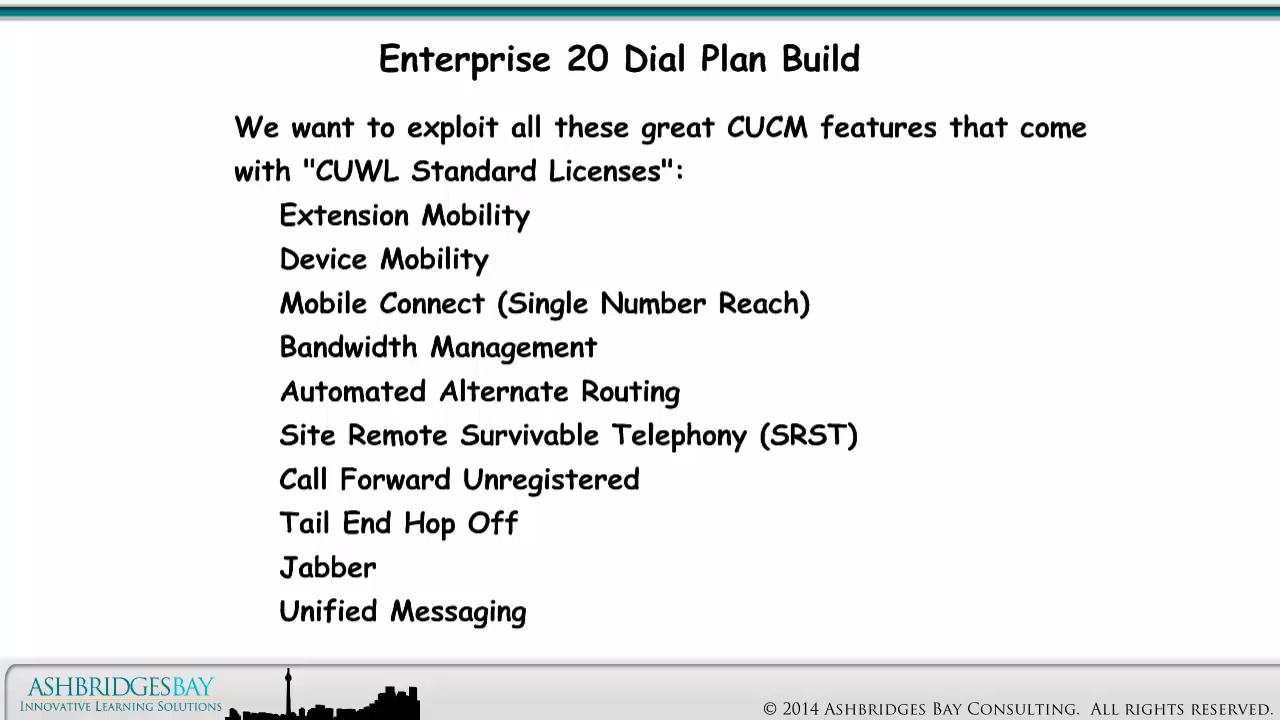 Enterprise 20 Dial Plan Build
We want to exploit all these great CUCM features that come
with "CUWL Standard Licenses":
Extension Mobility
Device Mobility
Mobile Connect (Single Number Reach)
Bandwidth Management
Automated Alternate Routing
Site Remote Survivable Telephony (SRST)
Call Forward Unregistered
Tail End Hop Off
Jabber
Unified Messaging
ASHBRIDGESBAY
INNOVATIVE LEARNING SOLUTIONS
© 2014 ASHBRIDGES BAY CONSULTING. ALL RIGHTS RESERVED.